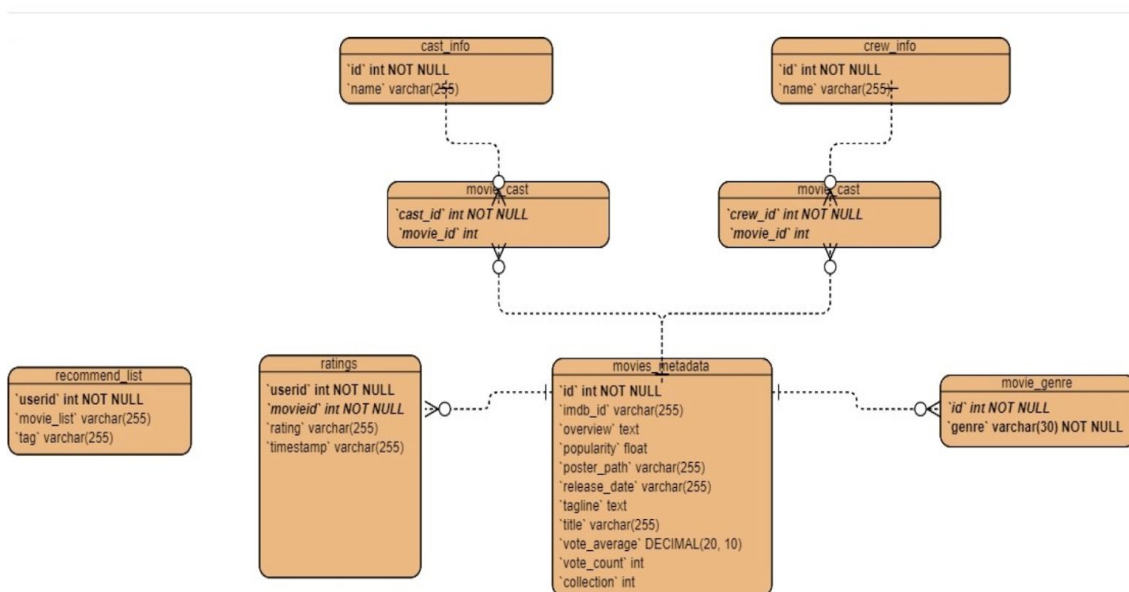 cast_info
`id` int NOT NULL
`name` varchar(255)
crew_info
`id` int NOT NULL
`name` varchar(255)
movie_cast
`cast_id` int NOT NULL
`movie_id` int
movie_cast
`crew_id` int NOT NULL
`movie_id` int
recommend_list
`userid` int NOT NULL
`movie_list` varchar(255)
`tag` varchar(255)
ratings
`userid` int NOT NULL
`movieid` int NOT NULL
`rating` varchar(255)
`timestamp` varchar(255)
movies_metadata
`id` int NOT NULL
`imdb_id` varchar(255)
`overview` text
`popularity` float
`poster_path` varchar(255)
`release_date` varchar(255)
`tagline` text
`title` varchar(255)
`vote_average` DECIMAL(20, 10)
`vote_count` int
`collection` int
movie_genre
`id` int NOT NULL
`genre` varchar(30) NOT NULL